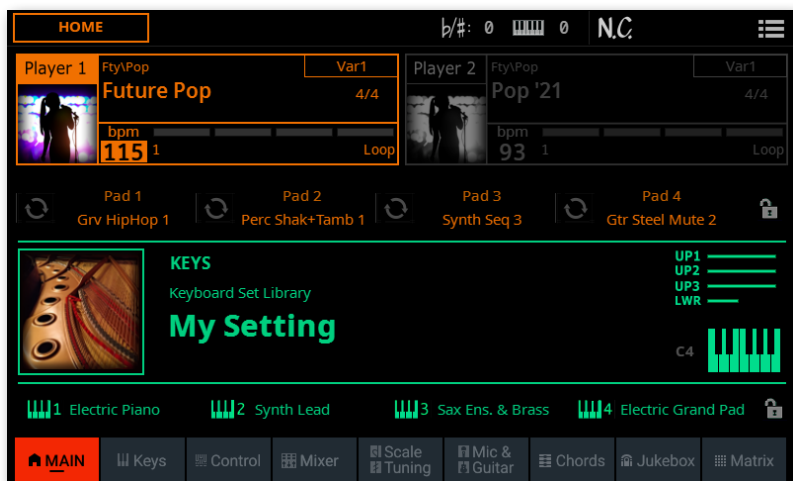 HOME
b/#: 0 0 N.C.
Player 1 Fty\Pop Var1
Future Pop 4/4
bpm
115 1 Loop
Player 2 Fty\Pop Var1
Pop '21 4/4
bpm
93 1 Loop
Pad 1
Grv HipHop 1
Pad 2
Perc Shak+Tamb 1
Pad 3
Synth Seq 3
Pad 4
Gtr Steel Mute 2
KEYS
Keyboard Set Library
My Setting
UP1
UP2
UP3
LWR
C4
1 Electric Piano
2 Synth Lead
3 Sax Ens. & Brass
4 Electric Grand Pad
MAIN
Keys
Control
Mixer
Scale
Tuning
Mic &
Guitar
Chords
Jukebox
Matrix